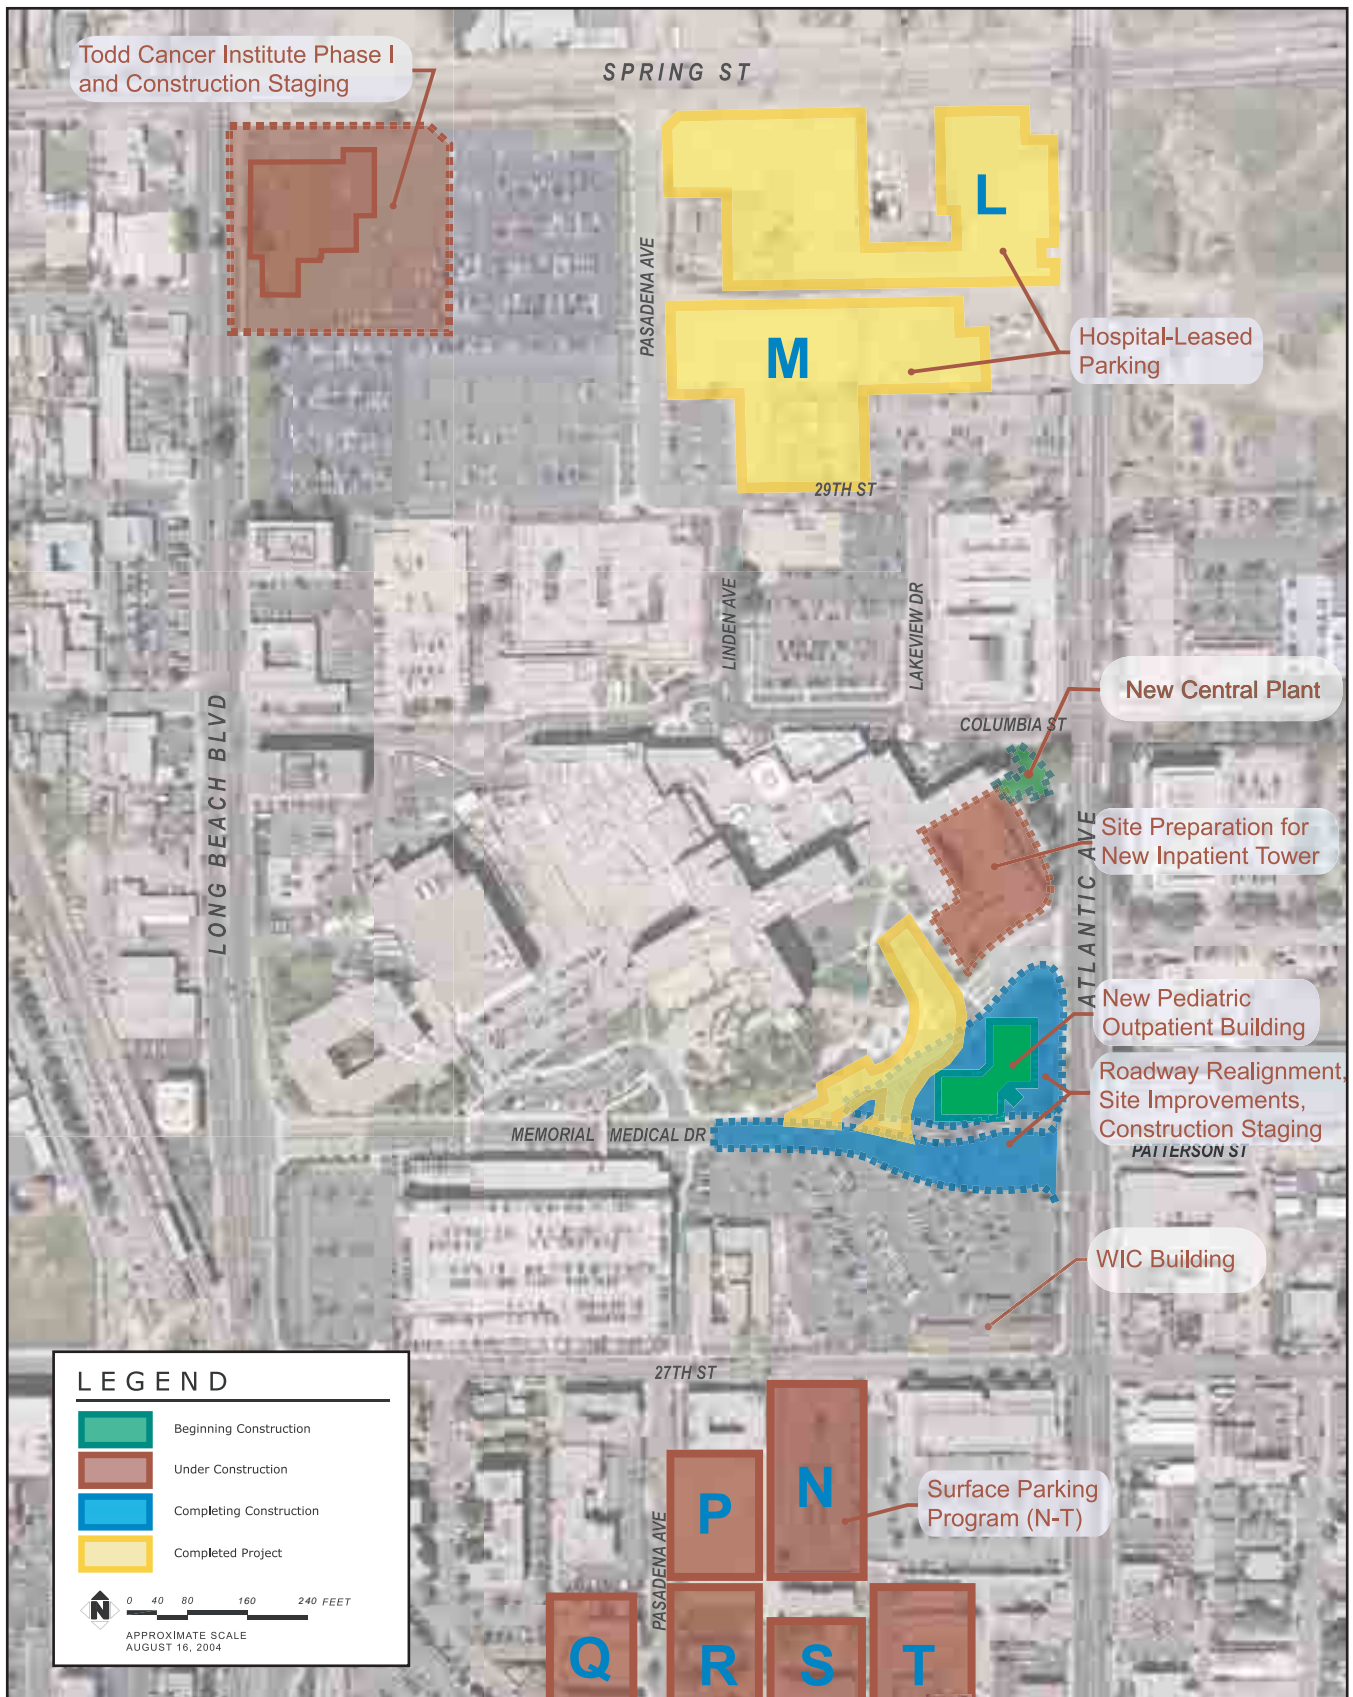 Todd Cancer Institute Phase I
and Construction Staging
SPRING ST
L
PASADENA AVE
M
Hospital-Leased
Parking
29TH ST
LINDEN AVE
LAKEVIEW DR
New Central Plant
COLUMBIA ST
LONG BEACH BLVD
ATLANTIC AVE
Site Preparation for
New Inpatient Tower
New Pediatric
Outpatient Building
Roadway Realignment,
Site Improvements,
Construction Staging
MEMORIAL MEDICAL DR
PATTERSON ST
WIC Building
27TH ST
LEGEND
Beginning Construction
Under Construction
Completing Construction
Completed Project
N
0 40 80 160 240 FEET
APPROXIMATE SCALE
AUGUST 16, 2004
P
N
Surface Parking
Program (N-T)
PASADENA AVE
Q
R
S
T